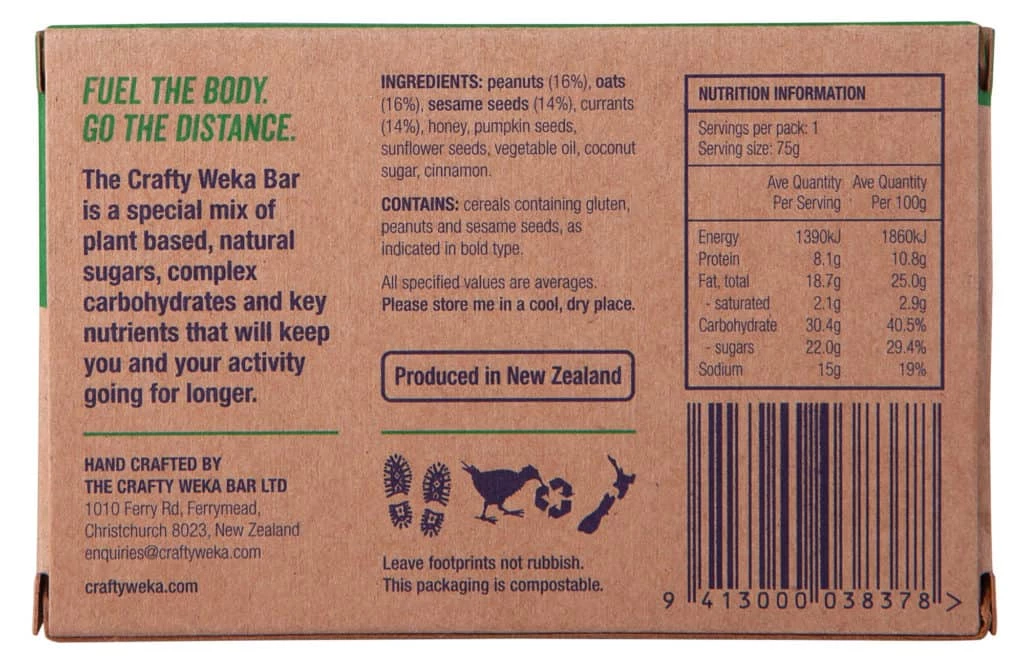 FUEL THE BODY.
GO THE DISTANCE.
The Crafty Weka Bar
is a special mix of
plant based, natural
sugars, complex
carbohydrates and key
nutrients that will keep
you and your activity
going for longer.
HAND CRAFTED BY
THE CRAFTY WEKA BAR LTD
1010 Ferry Rd, Ferrymead,
Christchurch 8023, New Zealand
enquiries@craftyweka.com
craftyweka.com
INGREDIENTS: peanuts (16%), oats
(16%), sesame seeds (14%), currants
(14%), honey, pumpkin seeds,
sunflower seeds, vegetable oil, coconut
sugar, cinnamon.
CONTAINS: cereals containing gluten,
peanuts and sesame seeds, as
indicated in bold type.
All specified values are averages.
Please store me in a cool, dry place.
Produced in New Zealand
Leave footprints not rubbish.
This packaging is compostable.
NUTRITION INFORMATION
Servings per pack: 1
Serving size: 75g
Ave Quantity Ave Quantity
Per Serving Per 100g
Energy 1390kJ 1860kJ
Protein 8.1g 10.8g
Fat, total 18.7g 25.0g
- saturated 2.1g 2.9g
Carbohydrate 30.4g 40.5%
- sugars 22.0g 29.4%
Sodium 15g 19%
9 413000 038378 >